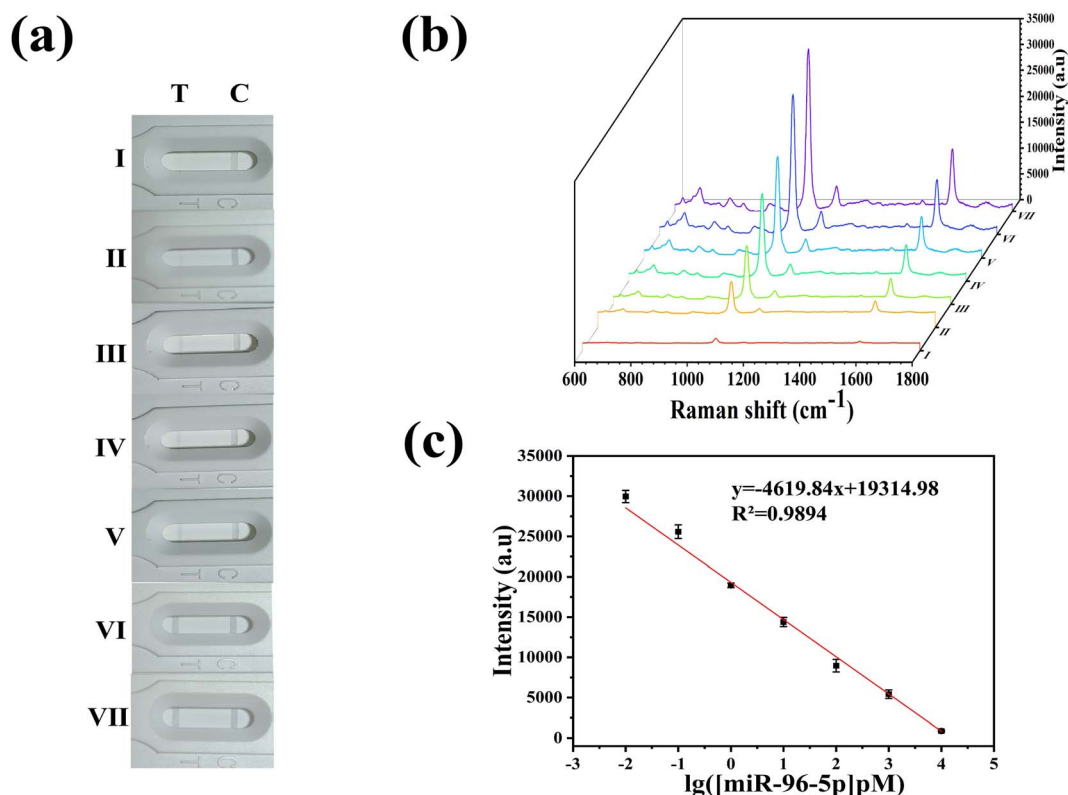 (a)
T C
I
T C
II
T C
III
T C
IV
T C
V
T C
VI
T C
VII
T C
(b)
35000
30000
25000
20000
15000
10000
5000
0
Intensity (a.u)
VII
VI
V
IV
III
II
I
600 800 1000 1200 1400 1600 1800
Raman shift (cm-1)
(c)
y=-4619.84x+19314.98
R²=0.9894
35000
30000
25000
20000
15000
10000
5000
0
Intensity (a.u)
-3 -2 -1 0 1 2 3 4 5
lg([miR-96-5p]pM)